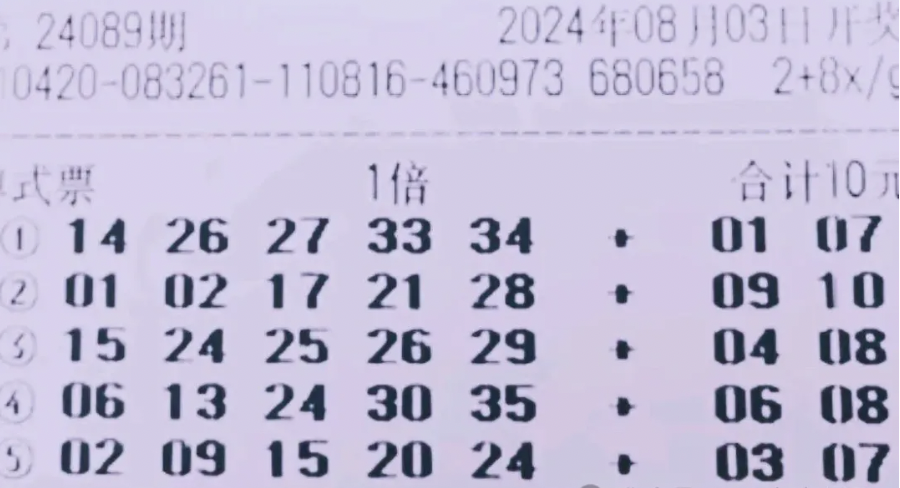 24089期 2024年08月03日开奖
10420-083261-110816-460973 680658 2+8x/g
式票 1倍 合计10元
① 14 26 27 33 34 + 01 07
② 01 02 17 21 28 + 09 10
③ 15 24 25 26 29 + 04 08
④ 06 13 24 30 35 + 06 08
⑤ 02 09 15 20 24 + 03 07